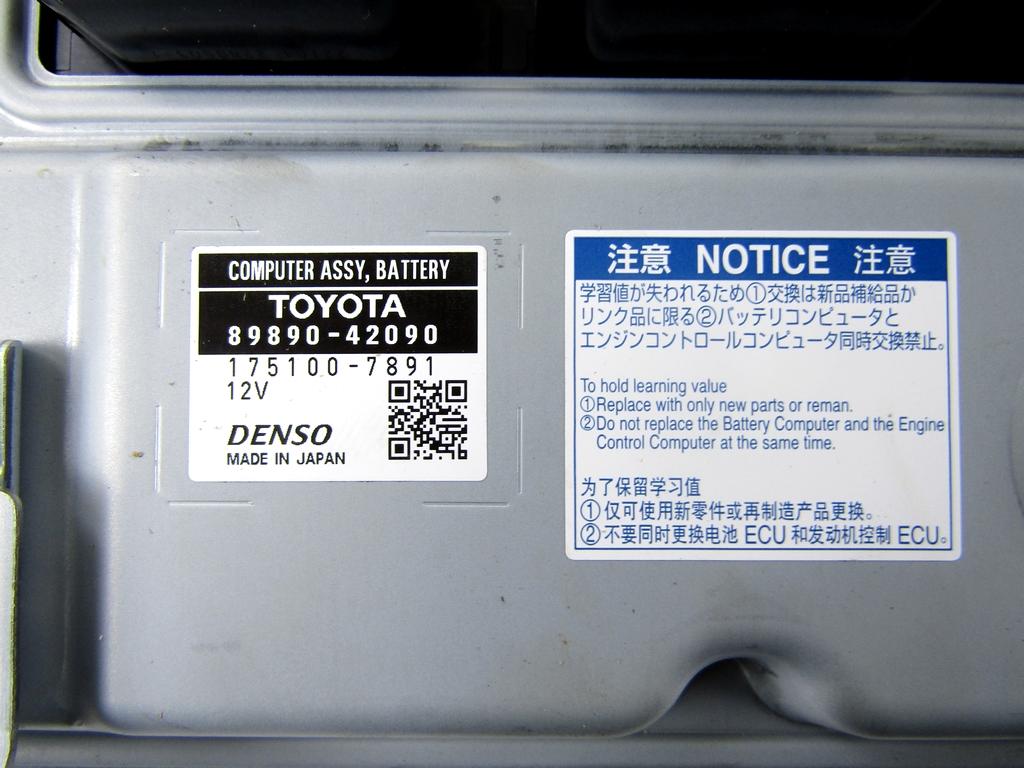 COMPUTER ASSY, BATTERY
TOYOTA
89890-42090
175100-7891
12V
DENSO
MADE IN JAPAN
注意 NOTICE 注意
学習値が失われるため①交換は新品補給品か
リンク品に限る②バッテリコンピュータと
エンジンコントロールコンピュータ同時交換禁止。
To hold learning value
①Replace with only new parts or reman.
②Do not replace the Battery Computer and the Engine
Control Computer at the same time.
为了保留学习值
①仅可使用新零件或再制造产品更换。
②不要同时更换电池 ECU 和发动机控制 ECU。